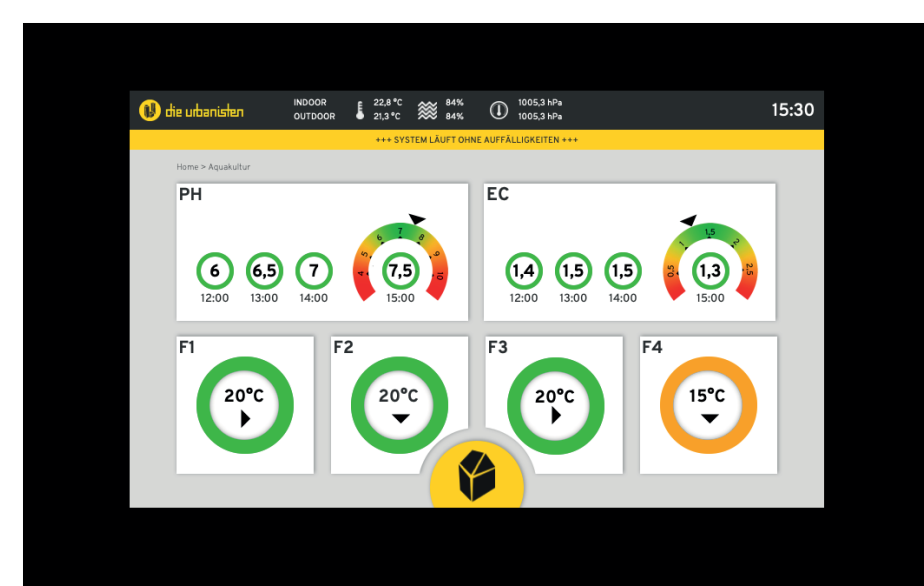 die urbanisten
INDOOR 22,8 °C 84% 1005,3 hPa
OUTDOOR 21,3 °C 84% 1005,3 hPa
15:30
+++ SYSTEM LÄUFT OHNE AUFFÄLLIGKEITEN +++
Home > Aquakultur
PH
6 6,5 7 7,5
12:00 13:00 14:00 15:00
4 5 6 7 8 9 10
EC
1,4 1,5 1,5 1,3
12:00 13:00 14:00 15:00
0,5 1 1,5 2 2,5
F1
20°C
F2
20°C
F3
20°C
F4
15°C